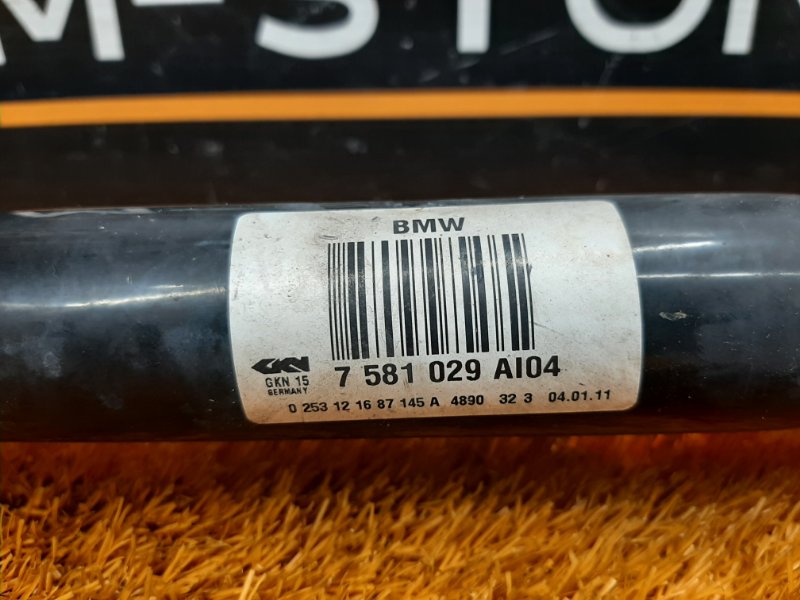 M-STO
BMW
GKN
7 581 029 AI04
GKN 15
GERMANY
0 253 12 16 87 145 A 4890 32 3 04.01.11